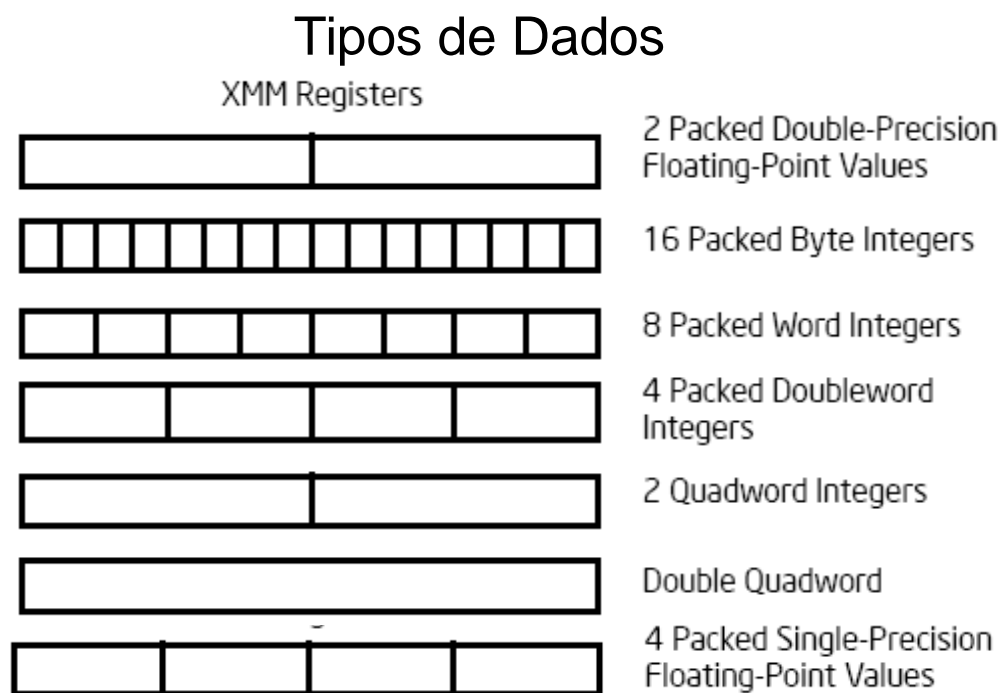 Tipos de Dados
XMM Registers
2 Packed Double-Precision
Floating-Point Values
16 Packed Byte Integers
8 Packed Word Integers
4 Packed Doubleword
Integers
2 Quadword Integers
Double Quadword
4 Packed Single-Precision
Floating-Point Values